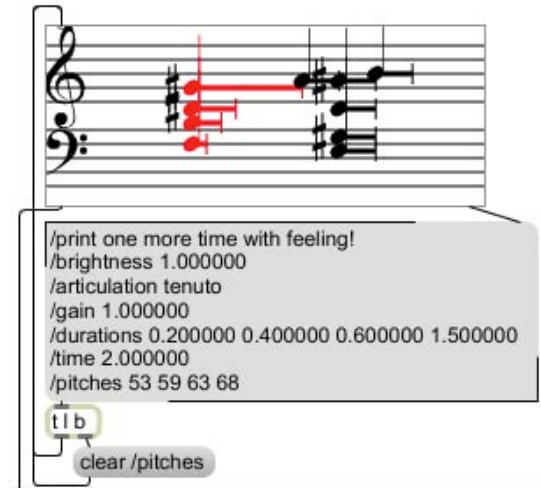 /print one more time with feeling!
/brightness 1.000000
/articulation tenuto
/gain 1.000000
/durations 0.200000 0.400000 0.600000 1.500000
/time 2.000000
/pitches 53 59 63 68
t l b
clear /pitches